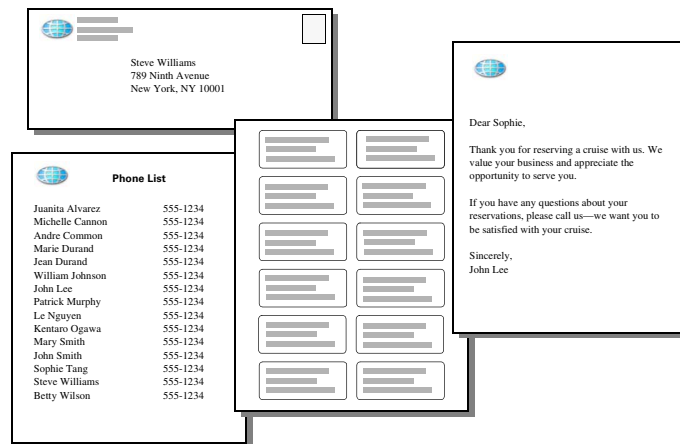 Steve Williams
789 Ninth Avenue
New York, NY 10001
Phone List
Juanita Alvarez 555-1234
Michelle Cannon 555-1234
Andre Common 555-1234
Marie Durand 555-1234
Jean Durand 555-1234
William Johnson 555-1234
John Lee 555-1234
Patrick Murphy 555-1234
Le Nguyen 555-1234
Kentaro Ogawa 555-1234
Mary Smith 555-1234
John Smith 555-1234
Sophie Tang 555-1234
Steve Williams 555-1234
Betty Wilson 555-1234
Dear Sophie,
Thank you for reserving a cruise with us. We
value your business and appreciate the
opportunity to serve you.
If you have any questions about your
reservations, please call us—we want you to
be satisfied with your cruise.
Sincerely,
John Lee